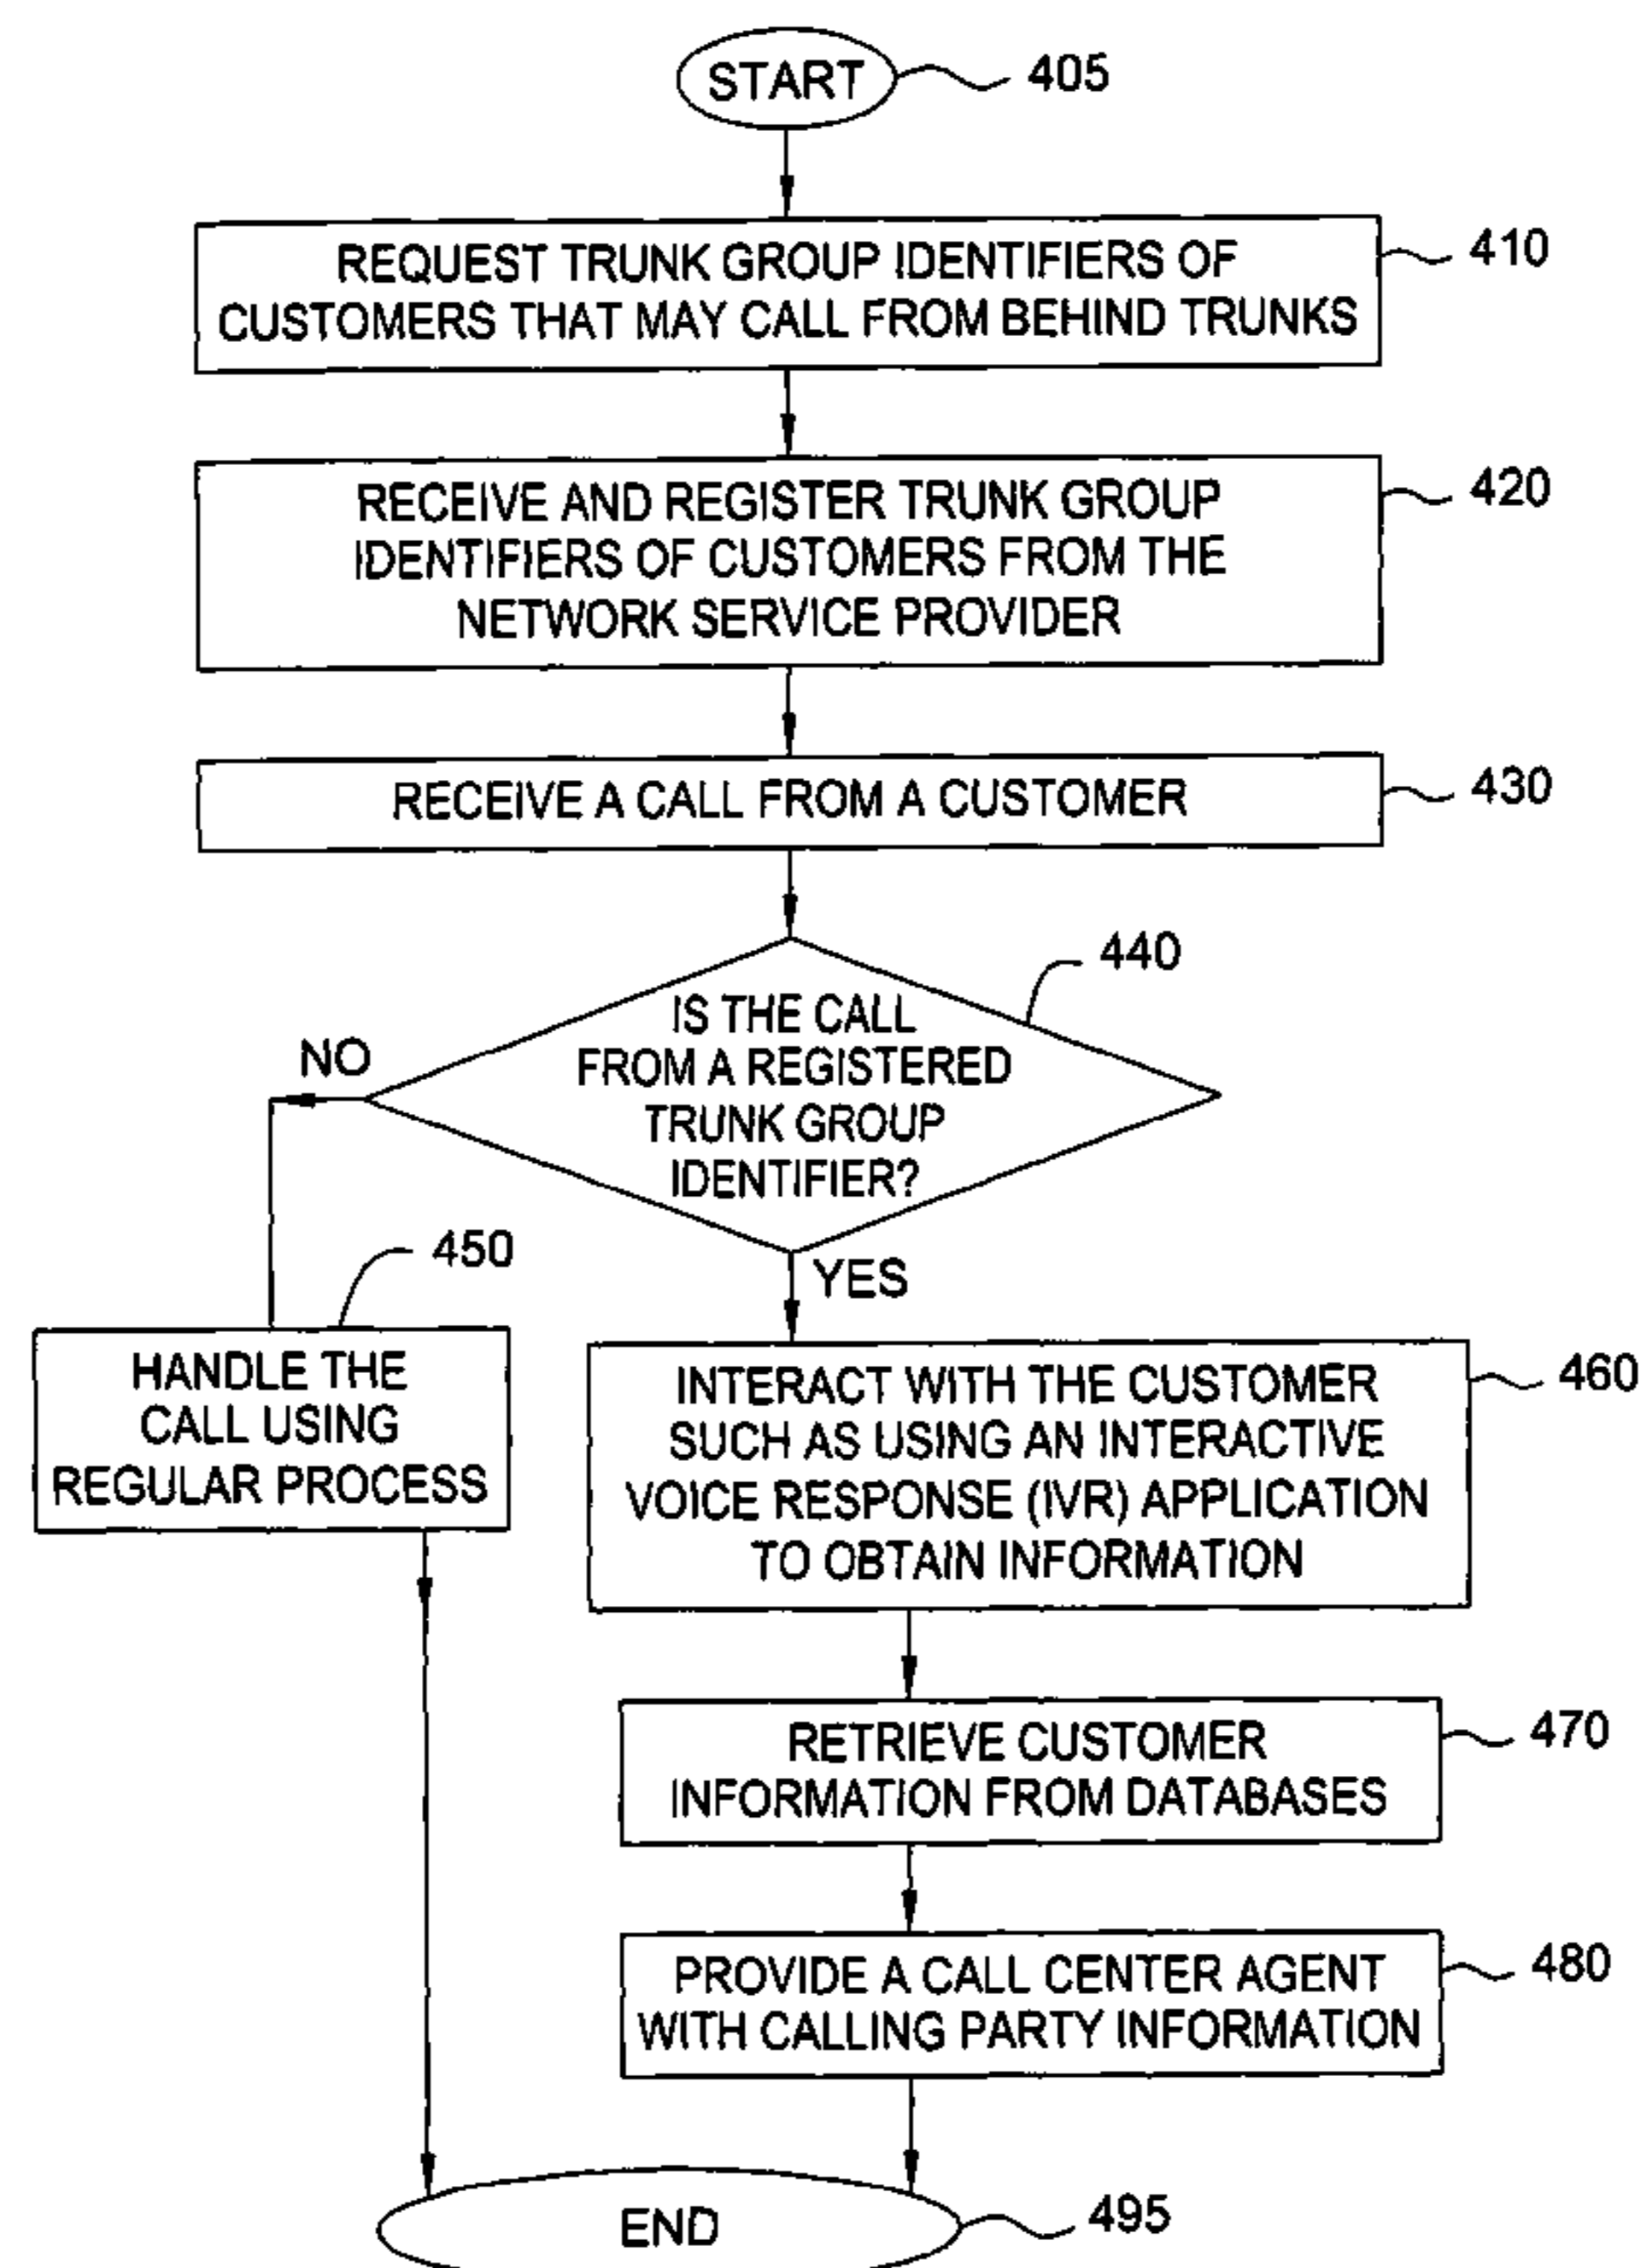 START
405
REQUEST TRUNK GROUP IDENTIFIERS OF
CUSTOMERS THAT MAY CALL FROM BEHIND TRUNKS
410
RECEIVE AND REGISTER TRUNK GROUP
IDENTIFIERS OF CUSTOMERS FROM THE
NETWORK SERVICE PROVIDER
420
RECEIVE A CALL FROM A CUSTOMER
430
440
IS THE CALL
FROM A REGISTERED
TRUNK GROUP
IDENTIFIER?
NO
YES
450
HANDLE THE
CALL USING
REGULAR PROCESS
INTERACT WITH THE CUSTOMER
SUCH AS USING AN INTERACTIVE
VOICE RESPONSE (IVR) APPLICATION
TO OBTAIN INFORMATION
460
RETRIEVE CUSTOMER
INFORMATION FROM DATABASES
470
PROVIDE A CALL CENTER AGENT
WITH CALLING PARTY INFORMATION
480
END
495